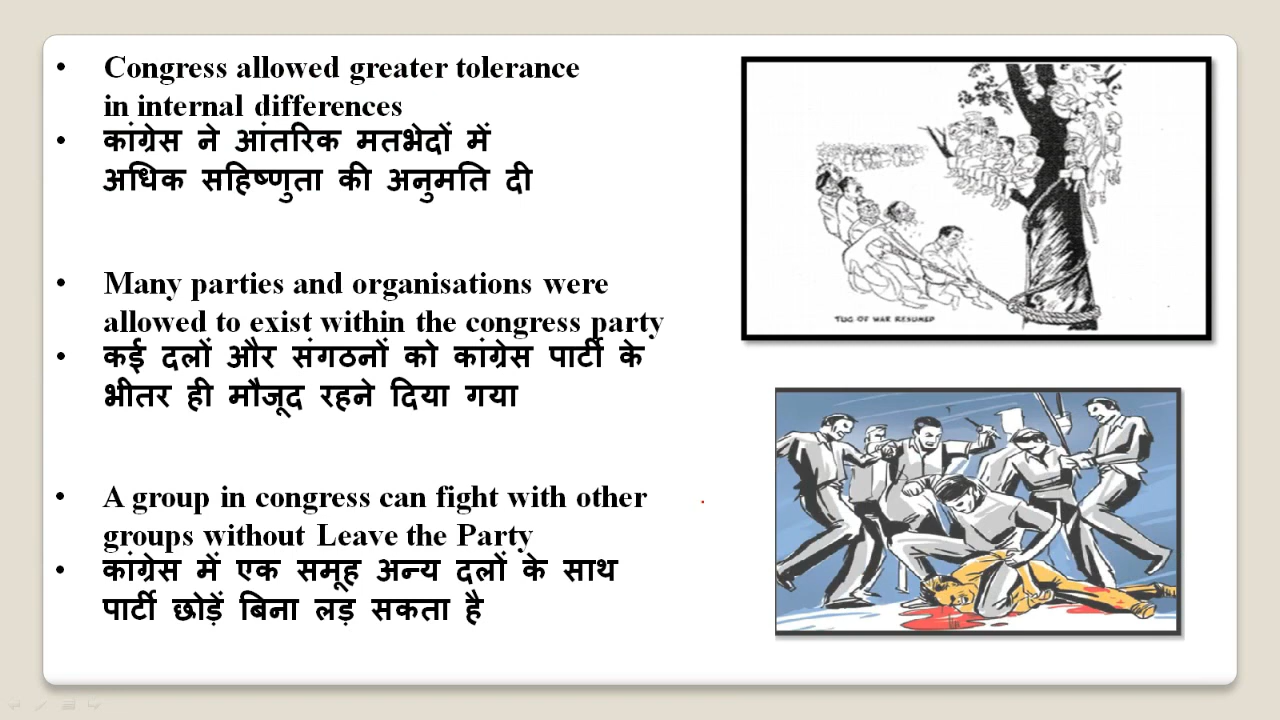 • Congress allowed greater tolerance
in internal differences
• कांग्रेस ने आंतरिक मतभेदों में
अधिक सहिष्णुता की अनुमति दी
• Many parties and organisations were
allowed to exist within the congress party
• कई दलों और संगठनों को कांग्रेस पार्टी के
भीतर ही मौजूद रहने दिया गया
• A group in congress can fight with other
groups without Leave the Party
• कांग्रेस में एक समूह अन्य दलों के साथ
पार्टी छोड़ें बिना लड़ सकता है
TUG OF WAR RESUMED